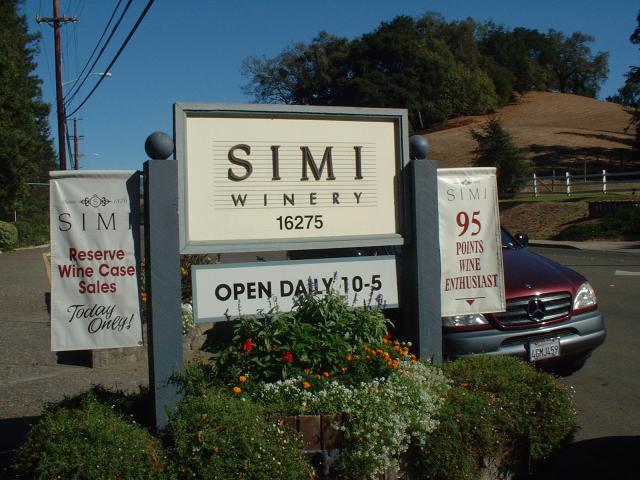 SIMI
WINERY
16275
OPEN DAILY 10-5
SIMI
Reserve
Wine Case
Sales
Today
Only!
SIMI
95
POINTS
WINE
ENTHUSIAST
4GMJ459